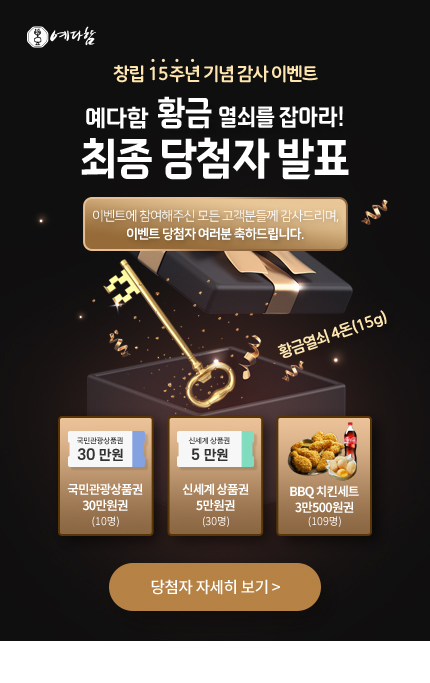 예다함
창립 15주년 기념 감사 이벤트
예다함 황금 열쇠를 잡아라!
최종 당첨자 발표
이벤트에 참여해주신 모든 고객분들께 감사드리며,
이벤트 당첨자 여러분 축하드립니다.
황금열쇠 4돈(15g)
국민관광상품권
30 만원
국민관광상품권
30만원권
(10명)
신세계 상품권
5 만원
신세계 상품권
5만원권
(30명)
BBQ 치킨세트
3만500원권
(109명)
당첨자 자세히 보기 >